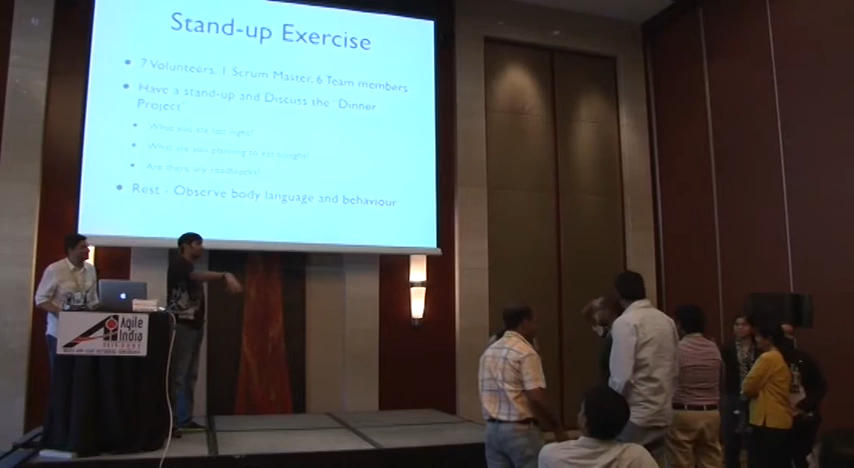 Stand-up Exercise
7 Volunteers, 1 Scrum Master, 6 Team members
Have a stand-up and Discuss the "Dinner
Project"
What you ate last night?
What are you planning to eat tonight?
Are there any roadblocks?
Rest - Observe body language and behaviour
Agile
India